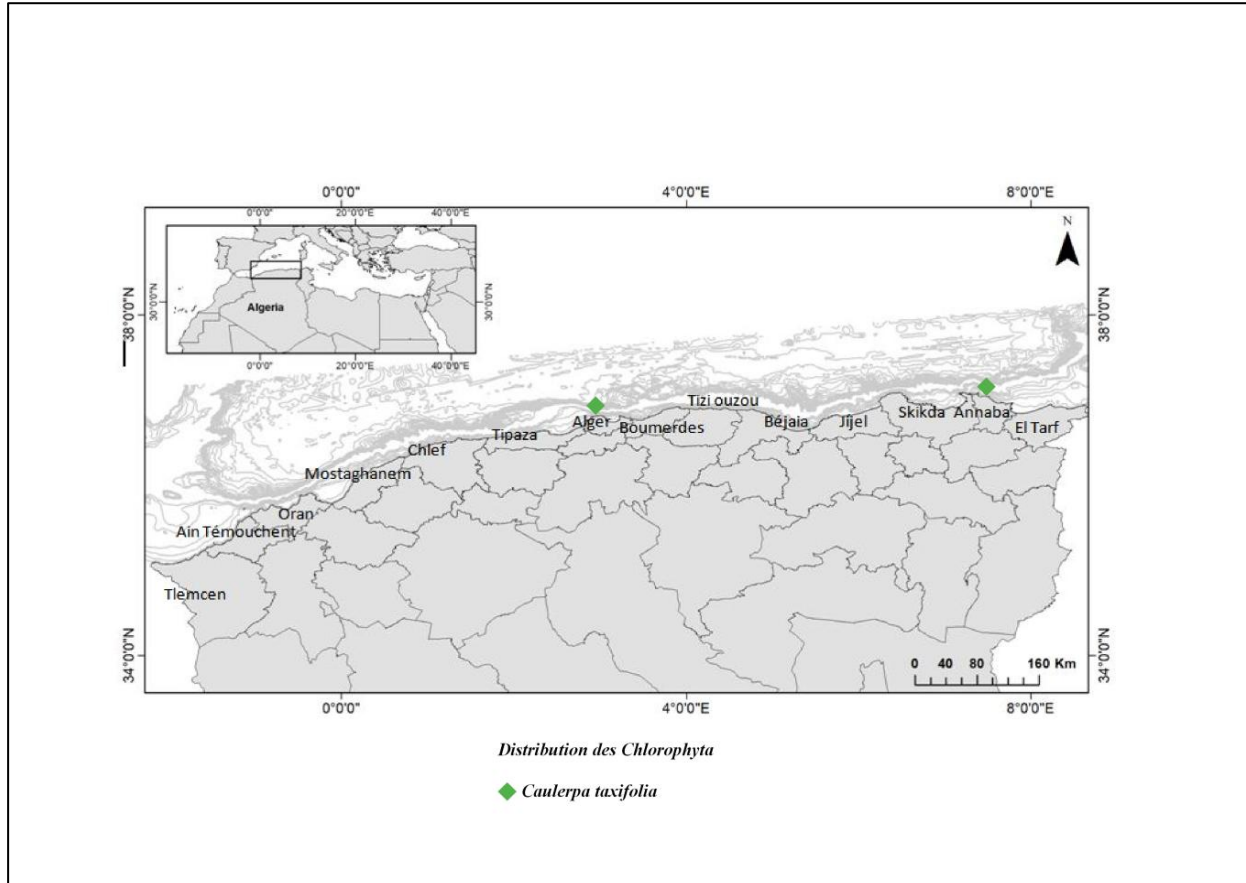 0°0'0" 4°0'0"E 8°0'0"E
N
0°0'0" 20°0'0"E 40°0'0"E
30°0'0"N 30°0'0"N
Algeria
0°0'0" 20°0'0"E 40°0'0"E
38°0'0"N 38°0'0"N
Tizi ouzou
Alger Boumerdes Béjaia Jijel Skikda Annaba
El Tarf
Tipaza
Chlef
Mostaghanem
Oran
Ain Témouchent
Tlemcen
34°0'0"N 34°0'0"N
0 40 80 160 Km
0°0'0" 4°0'0"E 8°0'0"E
Distribution des Chlorophyta
Caulerpa taxifolia